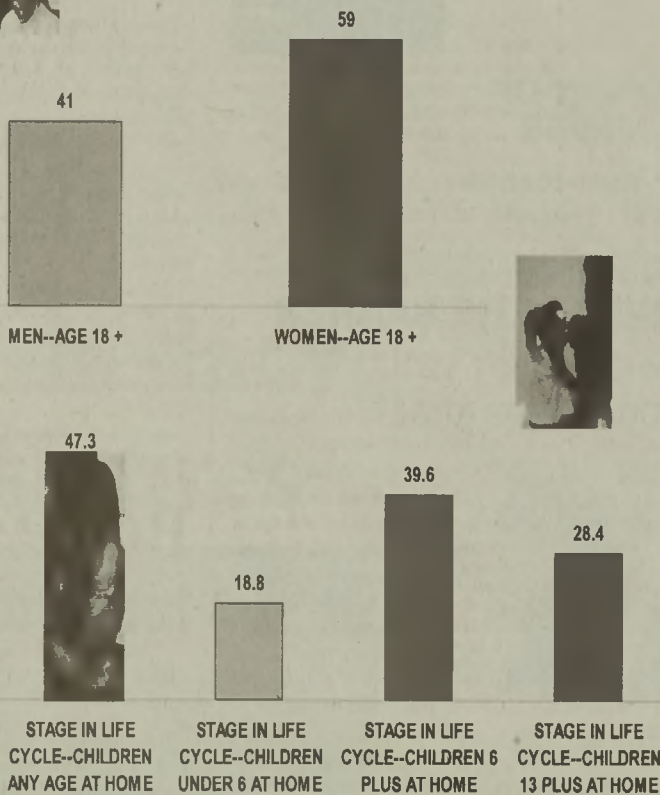 59
41
MEN--AGE 18 +
WOMEN--AGE 18 +
47.3
18.8
39.6
28.4
STAGE IN LIFE
CYCLE--CHILDREN
ANY AGE AT HOME
STAGE IN LIFE
CYCLE--CHILDREN
UNDER 6 AT HOME
STAGE IN LIFE
CYCLE--CHILDREN 6
PLUS AT HOME
STAGE IN LIFE
CYCLE--CHILDREN
13 PLUS AT HOME